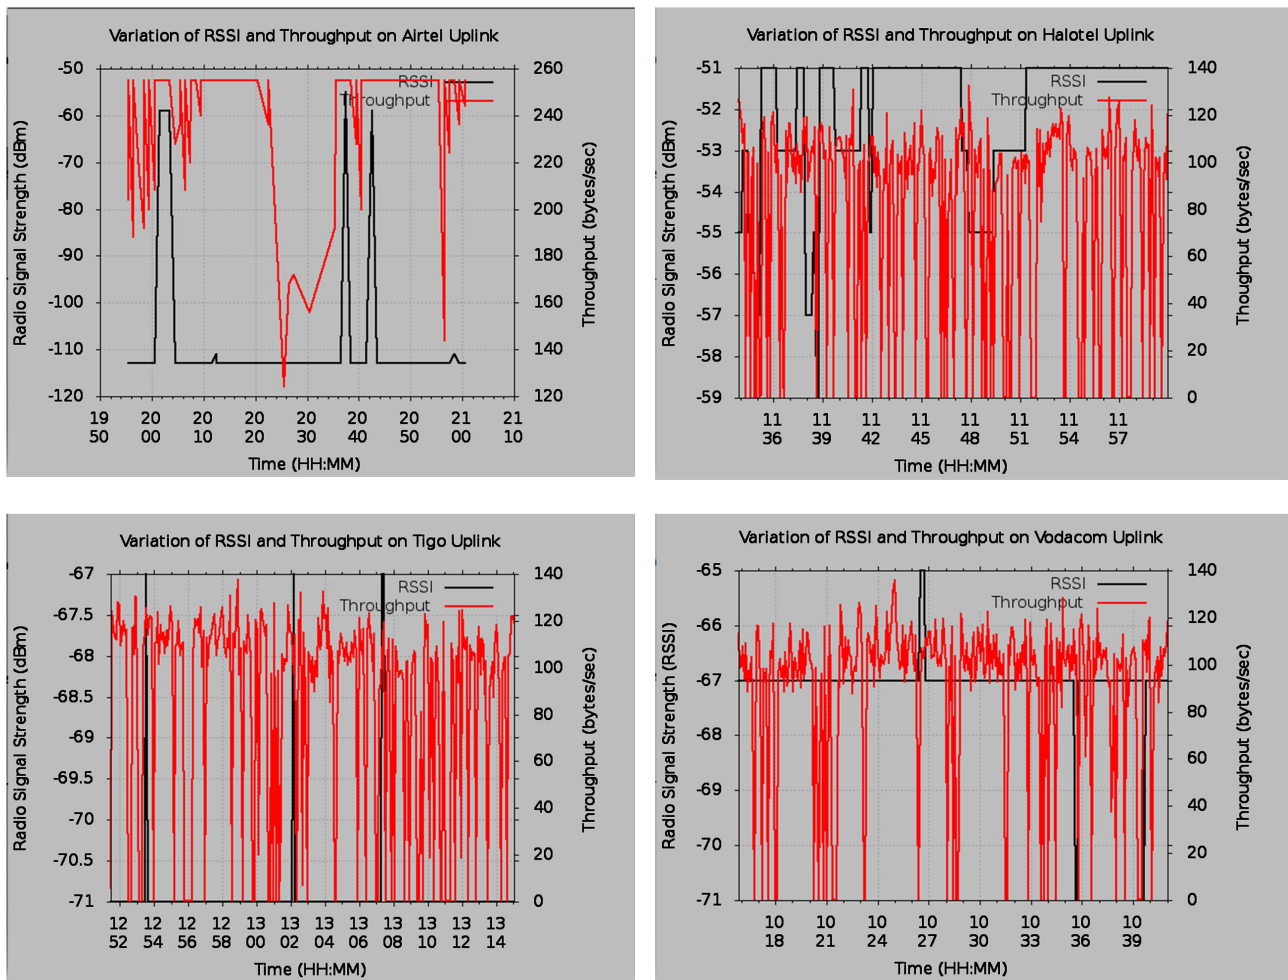 Variation of RSSI and Throughput on Airtel Uplink
RSSI
Throughput
Radio Signal Strength (dBm)
-50
-60
-70
-80
-90
-100
-110
-120
260
240
220
200
180
160
140
120
Throughput (bytes/sec)
19 20 20 20 20 20 20 21 21
50 00 10 20 30 40 50 00 10
Time (HH:MM)
Variation of RSSI and Throughput on Halotel Uplink
RSSI
Throughput
Radio Signal Strength (dBm)
-51
-52
-53
-54
-55
-56
-57
-58
-59
140
120
100
80
60
40
20
0
Thoughput (bytes/sec)
11 11 11 11 11 11 11 11
36 39 42 45 48 51 54 57
Time (HH:MM)
Variation of RSSI and Throughput on Tigo Uplink
RSSI
Throughput
Radio Signal Strength (dBm)
-67
-67.5
-68
-68.5
-69
-69.5
-70
-70.5
-71
140
120
100
80
60
40
20
0
Throughput (bytes/sec)
12 12 12 12 13 13 13 13 13 13 13 13
52 54 56 58 00 02 04 06 08 10 12 14
Time (HH:MM)
Variation of RSSI and Throughput on Vodacom Uplink
RSSI
Throughput
Radio Signal Strength (RSSI)
-65
-66
-67
-68
-69
-70
-71
140
120
100
80
60
40
20
0
Throughput (bytes/sec)
10 10 10 10 10 10 10 10
18 21 24 27 30 33 36 39
Time (HH:MM)